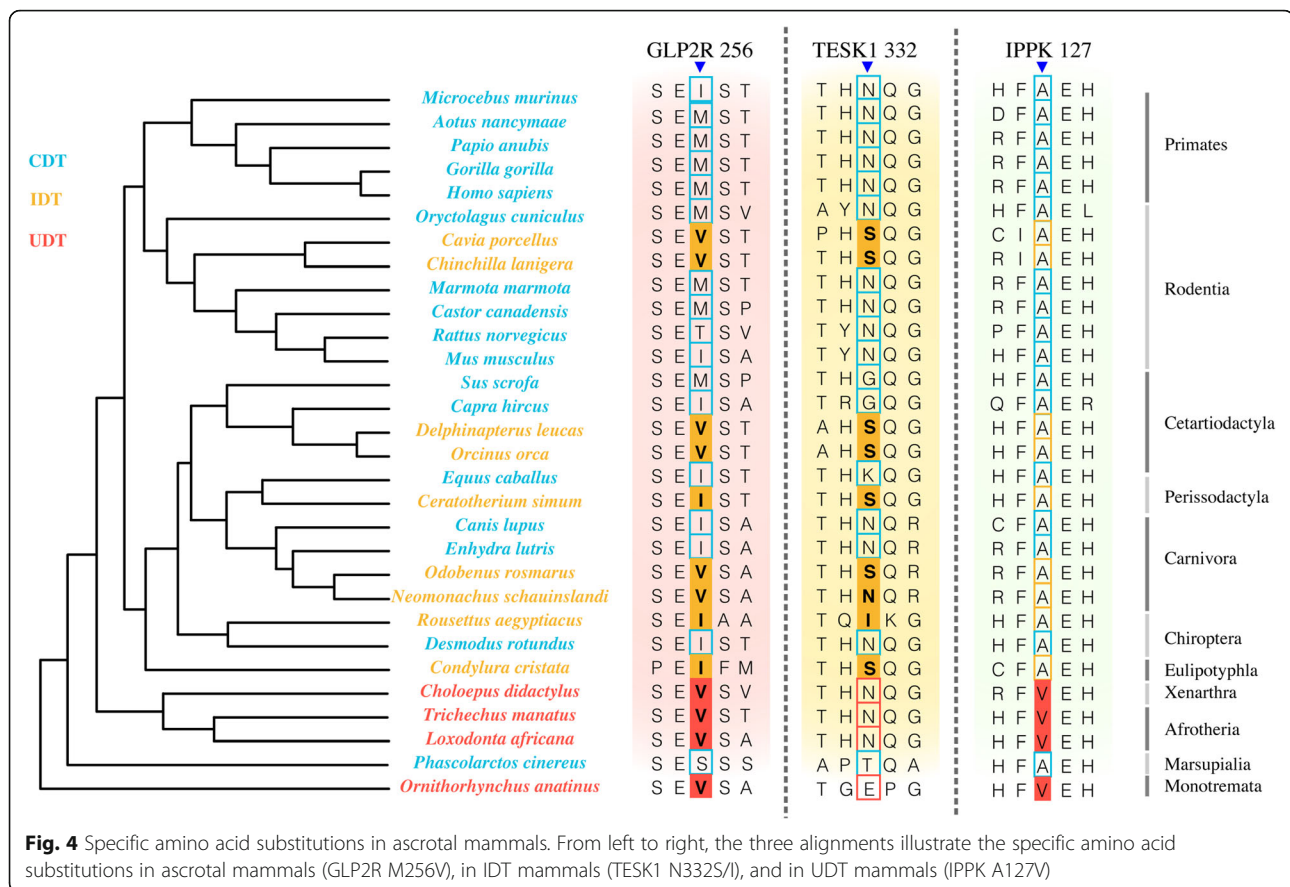 GLP2R 256 TESK1 332 IPPK 127
CDT
IDT
UDT
Microcebus murinus S E I S T T H N Q G H F A E H
Aotus nancymaae S E M S T T H N Q G D F A E H
Papio anubis S E M S T T H N Q G R F A E H
Gorilla gorilla S E M S T T H N Q G R F A E H
Homo sapiens S E M S T T H N Q G R F A E H
Primates
Oryctolagus cuniculus S E M S V A Y N Q G H F A E L
Cavia porcellus S E V S T P H S Q G C I A E H
Chinchilla lanigera S E V S T T H S Q G R I A E H
Marmota marmota S E M S T T H N Q G R F A E H
Castor canadensis S E M S P T H N Q G R F A E H
Rattus norvegicus S E T S V T Y N Q G P F A E H
Mus musculus S E I S A T Y N Q G H F A E H
Rodentia
Sus scrofa S E M S P T H G Q G H F A E H
Capra hircus S E I S A T R G Q G Q F A E R
Delphinapterus leucas S E V S T A H S Q G H F A E H
Orcinus orca S E V S T A H S Q G H F A E H
Cetartiodactyla
Equus caballus S E I S T T H K Q G H F A E H
Ceratotherium simum S E I S T T H S Q G H F A E H
Perissodactyla
Canis lupus S E I S A T H N Q R C F A E H
Enhydra lutris S E I S A T H N Q R R F A E H
Odobenus rosmarus S E V S A T H S Q R R F A E H
Neomonachus schauinslandi S E V S A T H N Q R R F A E H
Carnivora
Rousettus aegyptiacus S E I A A T Q I K G H F A E H
Desmodus rotundus S E I S T T H N Q G H F A E H
Chiroptera
Condylura cristata P E I F M T H S Q G C F A E H
Eulipotyphla
Choloepus didactylus S E V S V T H N Q G R F V E H
Xenarthra
Trichechus manatus S E V S T T H N Q G H F V E H
Loxodonta africana S E V S A T H N Q G H F V E H
Afrotheria
Phascolarctos cinereus S E S S S A P T Q A H F A E H
Marsupialia
Ornithorhynchus anatinus S E V S A T G E P G H F V E H
Monotremata
Fig. 4 Specific amino acid substitutions in ascrotal mammals. From left to right, the three alignments illustrate the specific amino acid
substitutions in ascrotal mammals (GLP2R M256V), in IDT mammals (TESK1 N332S/I), and in UDT mammals (IPPK A127V)